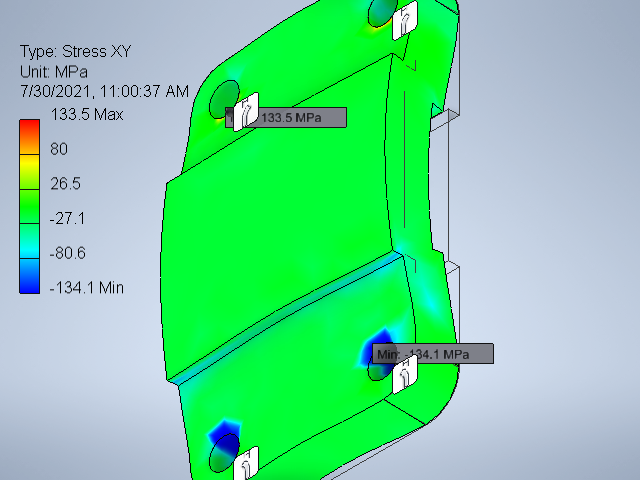 Type: Stress XY
Unit: MPa
7/30/2021, 11:00:37 AM
133.5 Max
80
26.5
-27.1
-80.6
-134.1 Min
133.5 MPa
Min: -134.1 MPa